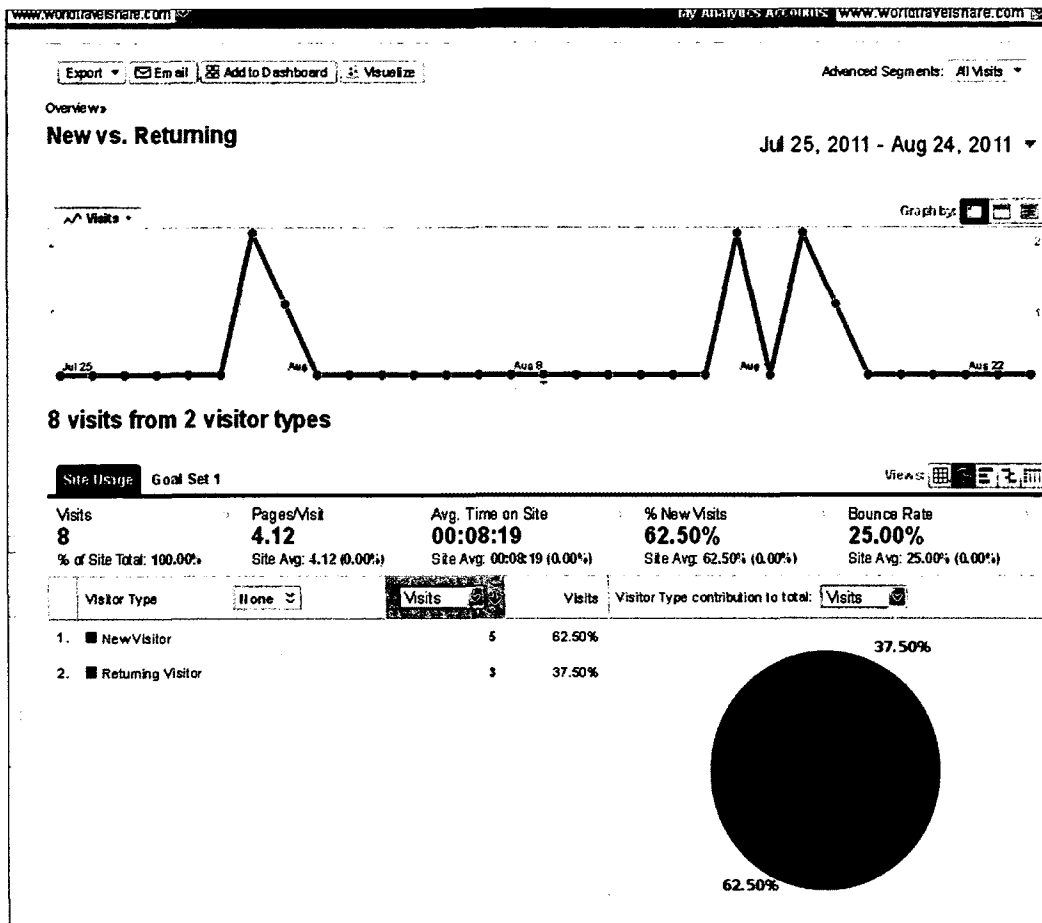 www.worldtravelshare.com My Analytics Accounts: www.worldtravelshare.com
Export Email Add to Dashboard Visualize Advanced Segments: All Visits
Overview »
New vs. Returning
Jul 25, 2011 - Aug 24, 2011
Visits Graph by:
2
1
Jul 25 Aug Aug 8 Aug Aug 22
8 visits from 2 visitor types
Site Usage Goal Set 1 Views:
Visits Pages/Visit Avg. Time on Site % New Visits Bounce Rate
8 4.12 00:08:19 62.50% 25.00%
% of Site Total: 100.00% Site Avg: 4.12 (0.00%) Site Avg: 00:08:19 (0.00%) Site Avg: 62.50% (0.00%) Site Avg: 25.00% (0.00%)
Visitor Type None Visits Visits Visitor Type contribution to total: Visits
1. New Visitor 5 62.50%
2. Returning Visitor 3 37.50%
37.50%
62.50%